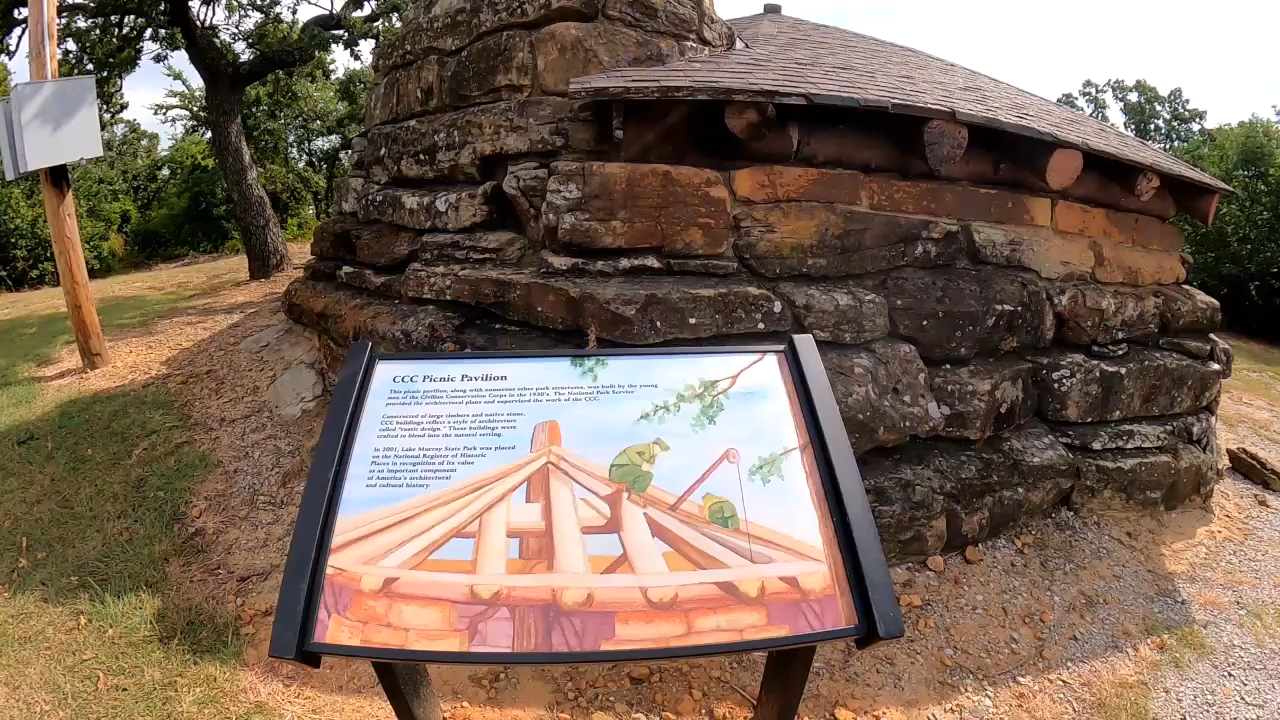 CCC Picnic Pavilion
This picnic pavilion, along with numerous other park structures, was built by the young
men of the Civilian Conservation Corps in the 1930's. The National Park Service
provided the architectural plans and supervised the work of the CCC.
Constructed of large timbers and native stone,
CCC buildings reflect a style of architecture
called "rustic design." These buildings were
crafted to blend into the natural setting.
In 2001, Lake Murray State Park was placed
on the National Register of Historic
Places in recognition of its value
as an important component
of America's architectural
and cultural history.